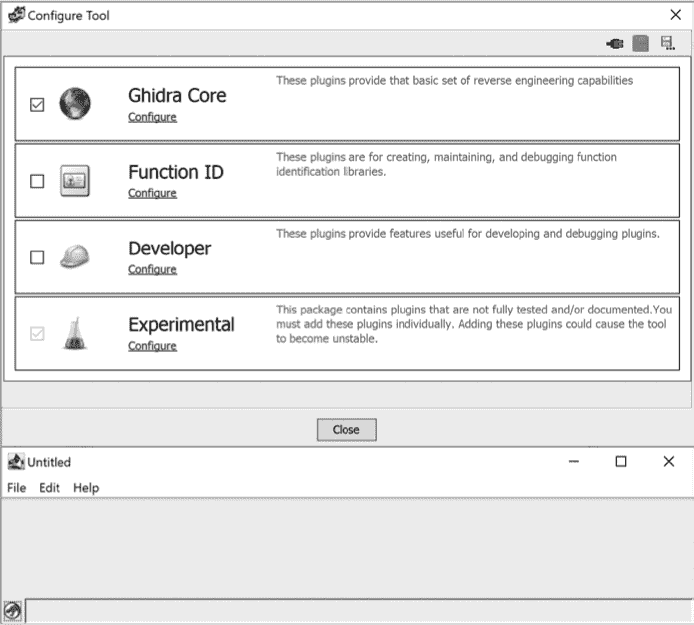 Configure Tool
Ghidra Core
Configure
These plugins provide that basic set of reverse engineering capabilities
Function ID
Configure
These plugins are for creating, maintaining, and debugging function
identification libraries.
Developer
Configure
These plugins provide features useful for developing and debugging plugins.
Experimental
Configure
This package contains plugins that are not fully tested and/or documented.You
must add these plugins individually. Adding these plugins could cause the tool
to become unstable.
Close
Untitled
File Edit Help